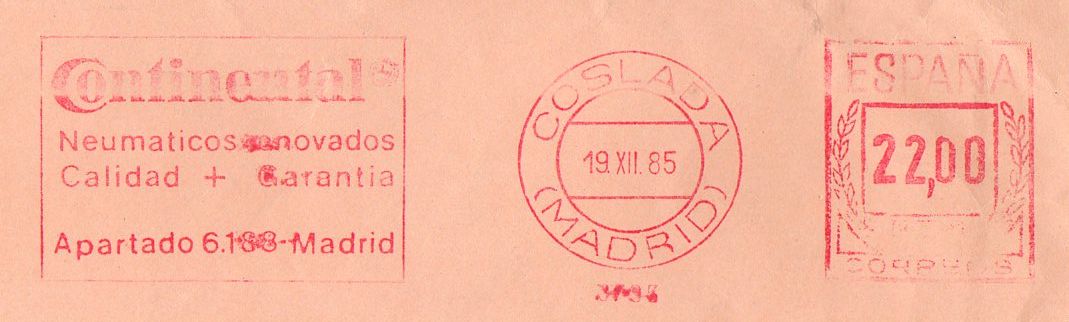 Continental
Neumaticos renovados
Calidad + Garantia
Apartado 6.188 - Madrid
COSLADA
19.XII.85
(MADRID)
ESPAÑA
22,00
CORREOS